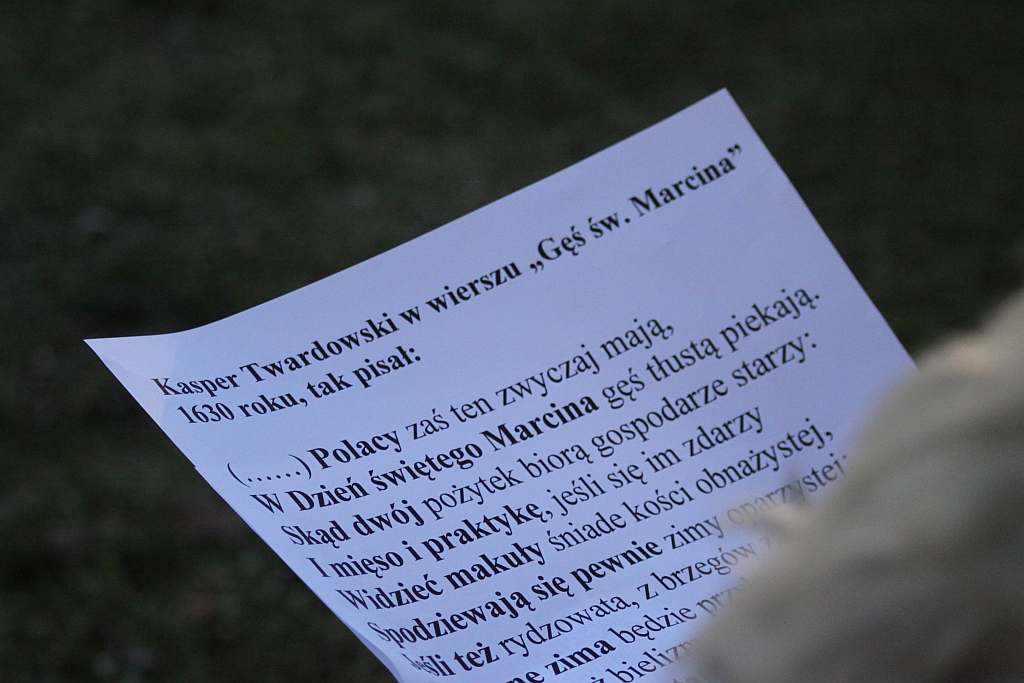 Kasper Twardowski w wierszu „Gęś św. Marcina”
1630 roku, tak pisał:
(……) Polacy zaś ten zwyczaj mają,
W Dzień świętego Marcina gęś tłustą piekają.
Skąd dwój pożytek biorą gospodarze starzy:
I mięso i praktykę, jeśli się im zdarzy
Widzieć makuły śniade kości obnażystej,
Spodziewają się pewnie zimy oparzystej;
Jeśli też rydzowata, z brzegów
zima będzie